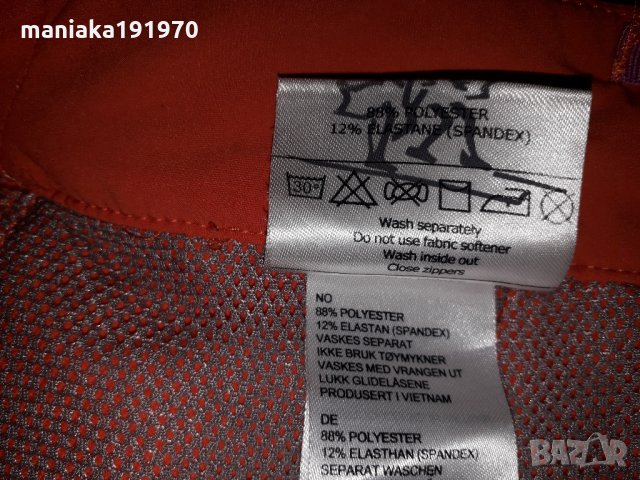 maniaka191970
88% POLYESTER
12% ELASTANE (SPANDEX)
30°
Wash separately
Do not use fabric softener
Wash inside out
Close zippers
NO
88% POLYESTER
12% ELASTAN (SPANDEX)
VASKES SEPARAT
IKKE BRUK TØYMYKNER
VASKES MED VRANGEN UT
LUKK GLIDELÅSENE
PRODUSERT I VIETNAM
DE
88% POLYESTER
12% ELASTHAN (SPANDEX)
SEPARAT WASCHEN
BAZAR